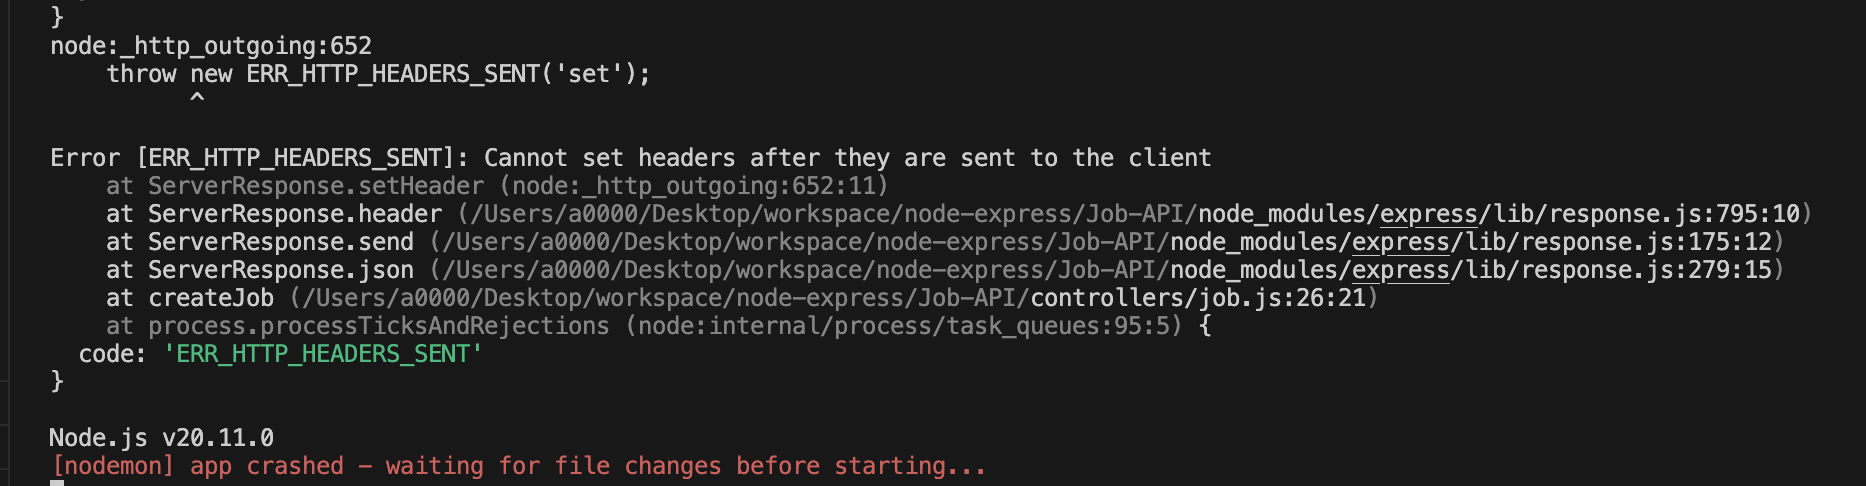 }
node:_http_outgoing:652
    throw new ERR_HTTP_HEADERS_SENT('set');
          ^
Error [ERR_HTTP_HEADERS_SENT]: Cannot set headers after they are sent to the client
    at ServerResponse.setHeader (node:_http_outgoing:652:11)
    at ServerResponse.header (/Users/a0000/Desktop/workspace/node-express/Job-API/node_modules/express/lib/response.js:795:10)
    at ServerResponse.send (/Users/a0000/Desktop/workspace/node-express/Job-API/node_modules/express/lib/response.js:175:12)
    at ServerResponse.json (/Users/a0000/Desktop/workspace/node-express/Job-API/node_modules/express/lib/response.js:279:15)
    at createJob (/Users/a0000/Desktop/workspace/node-express/Job-API/controllers/job.js:26:21)
    at process.processTicksAndRejections (node:internal/process/task_queues:95:5) {
  code: 'ERR_HTTP_HEADERS_SENT'
}
Node.js v20.11.0
[nodemon] app crashed - waiting for file changes before starting...